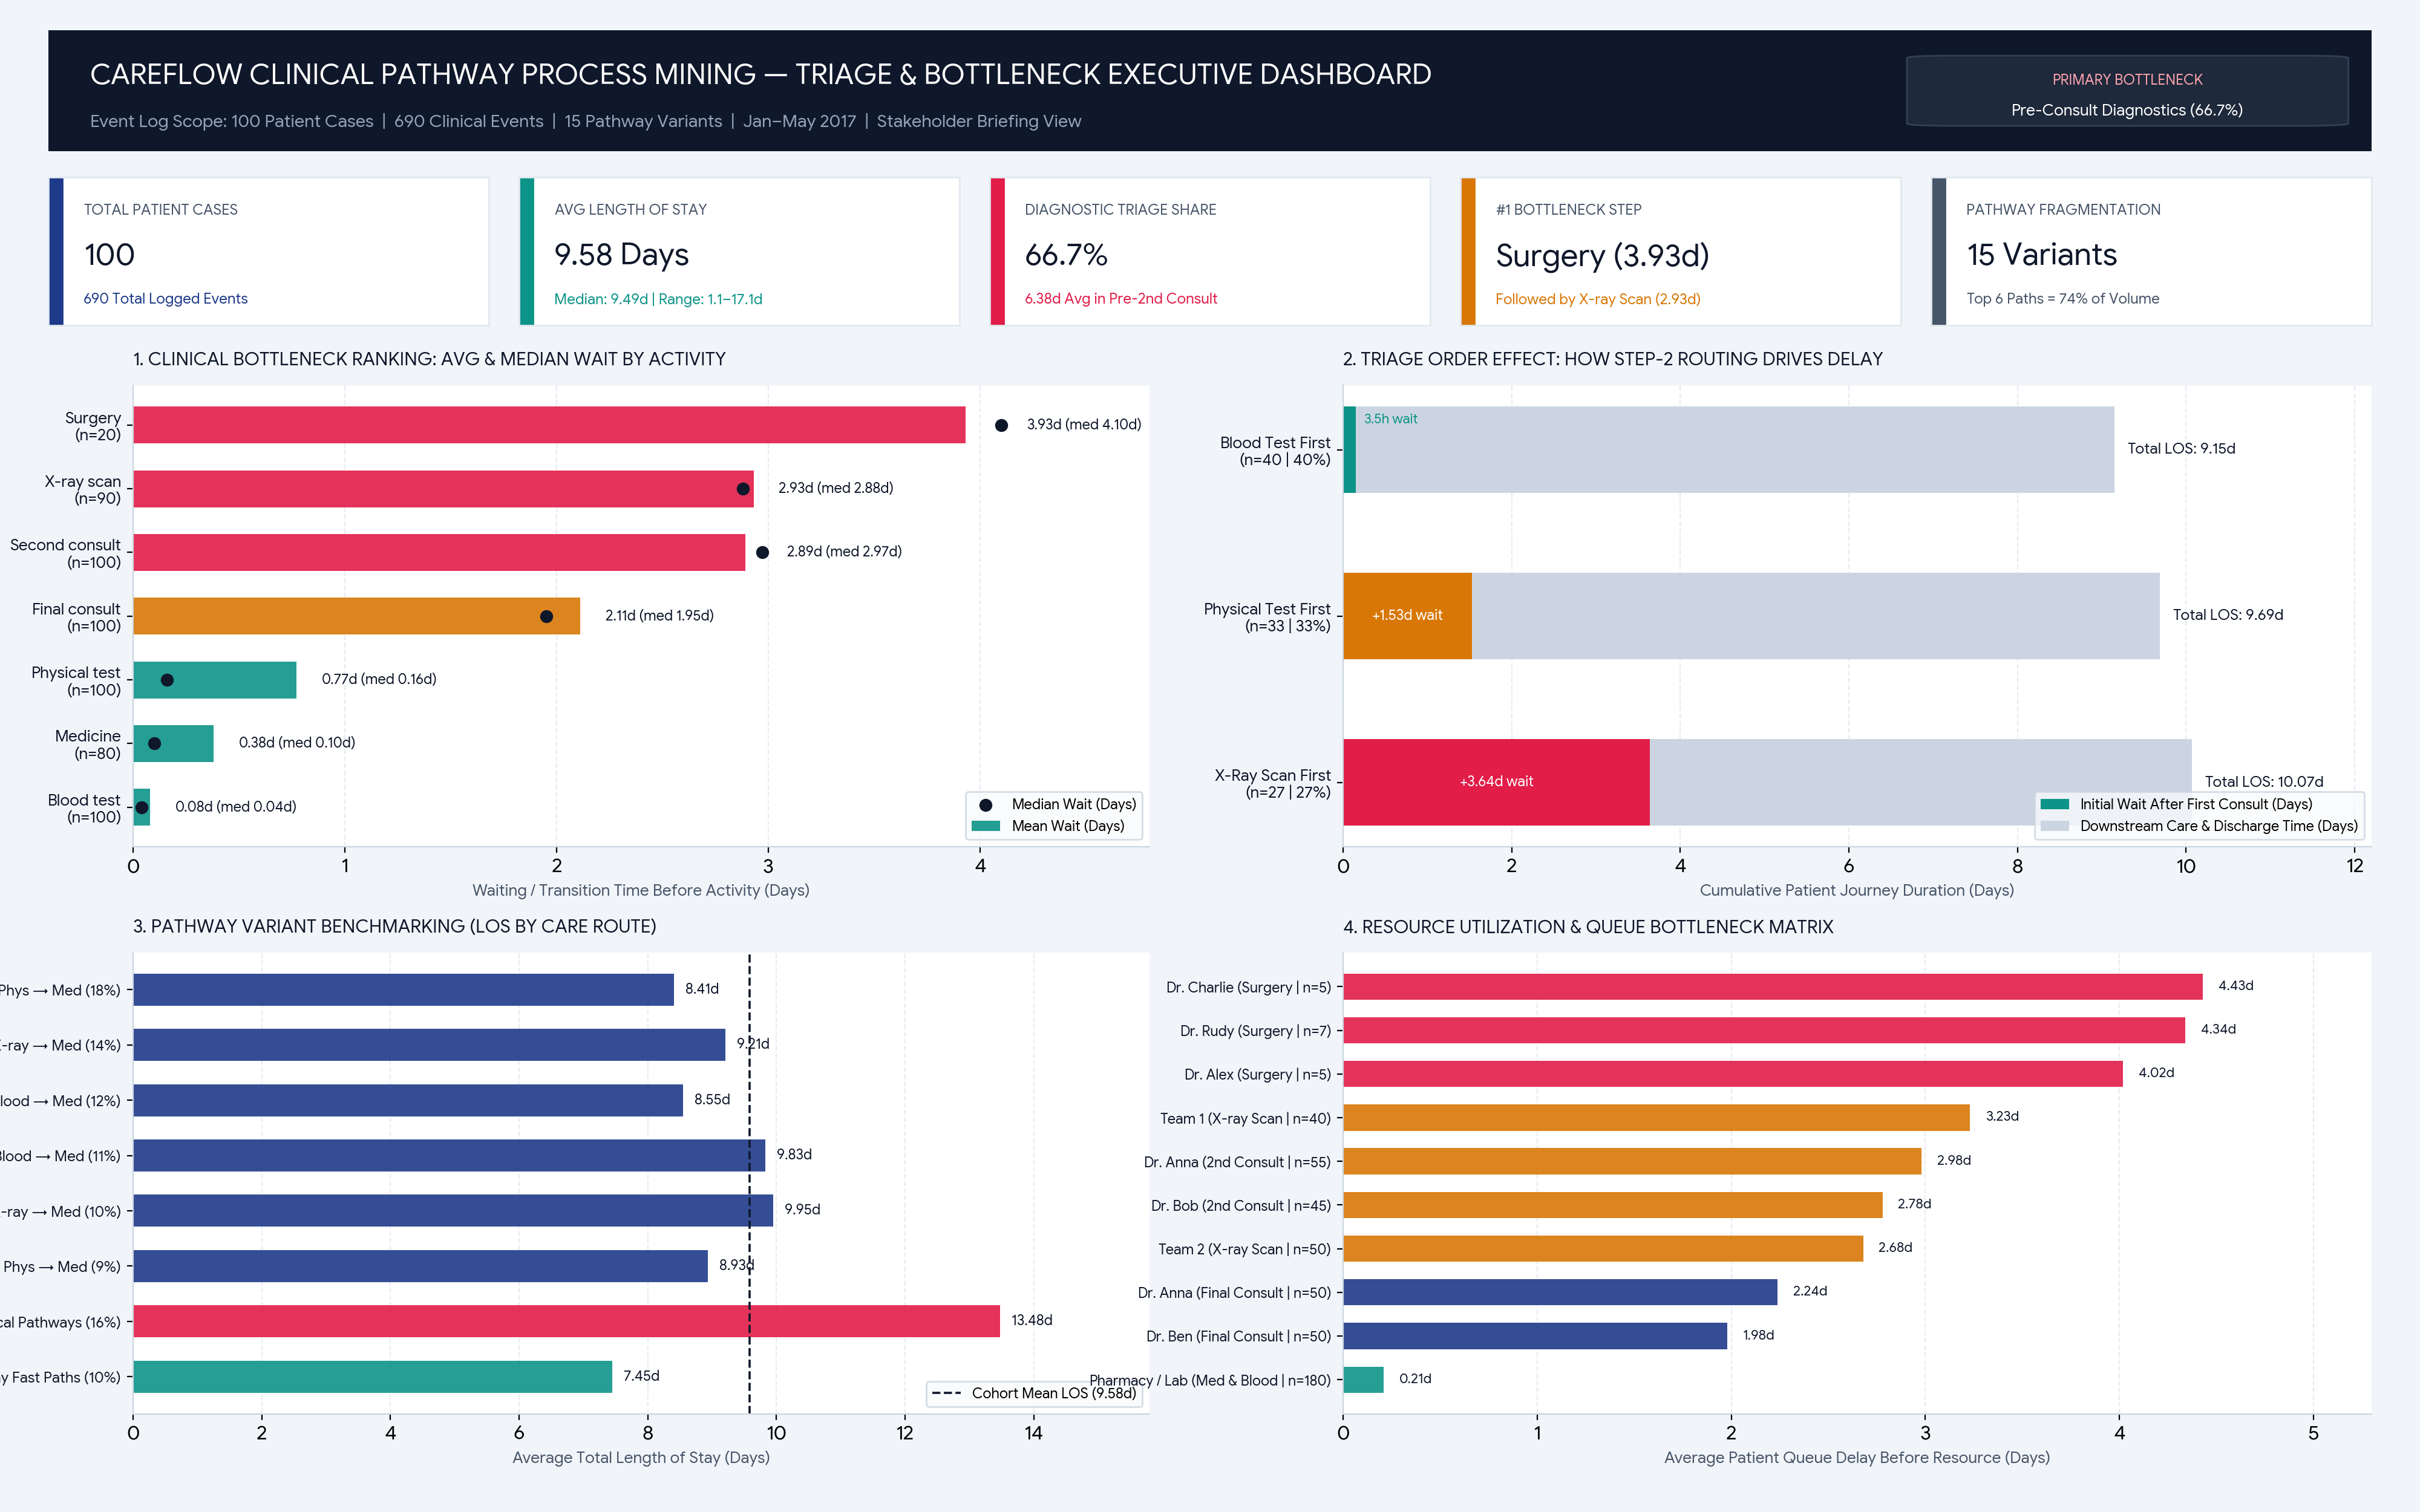 CAREFLOW CLINICAL PATHWAY PROCESS MINING — TRIAGE & BOTTLENECK EXECUTIVE DASHBOARD
Event Log Scope: 100 Patient Cases | 690 Clinical Events | 15 Pathway Variants | Jan–May 2017 | Stakeholder Briefing View
PRIMARY BOTTLENECK
Pre-Consult Diagnostics (66.7%)
TOTAL PATIENT CASES
100
690 Total Logged Events
AVG LENGTH OF STAY
9.58 Days
Median: 9.49d | Range: 1.1–17.1d
DIAGNOSTIC TRIAGE SHARE
66.7%
6.38d Avg in Pre-2nd Consult
#1 BOTTLENECK STEP
Surgery (3.93d)
Followed by X-ray Scan (2.93d)
PATHWAY FRAGMENTATION
15 Variants
Top 6 Paths = 74% of Volume
1. CLINICAL BOTTLENECK RANKING: AVG & MEDIAN WAIT BY ACTIVITY
Surgery
(n=20)
3.93d (med 4.10d)
X-ray scan
(n=90)
2.93d (med 2.88d)
Second consult
(n=100)
2.89d (med 2.97d)
Final consult
(n=100)
2.11d (med 1.95d)
Physical test
(n=100)
0.77d (med 0.16d)
Medicine
(n=80)
0.38d (med 0.10d)
Blood test
(n=100)
0.08d (med 0.04d)
Median Wait (Days)
Mean Wait (Days)
0 1 2 3 4
Waiting / Transition Time Before Activity (Days)
2. TRIAGE ORDER EFFECT: HOW STEP-2 ROUTING DRIVES DELAY
Blood Test First
(n=40 | 40%)
3.5h wait
Total LOS: 9.15d
Physical Test First
(n=33 | 33%)
+1.53d wait
Total LOS: 9.69d
X-Ray Scan First
(n=27 | 27%)
+3.64d wait
Total LOS: 10.07d
Initial Wait After First Consult (Days)
Downstream Care & Discharge Time (Days)
0 2 4 6 8 10 12
Cumulative Patient Journey Duration (Days)
3. PATHWAY VARIANT BENCHMARKING (LOS BY CARE ROUTE)
Phys → Med (18%)
8.41d
-ray → Med (14%)
9.21d
lood → Med (12%)
8.55d
lood → Med (11%)
9.83d
-ray → Med (10%)
9.95d
Phys → Med (9%)
8.93d
cal Pathways (16%)
13.48d
y Fast Paths (10%)
7.45d
Cohort Mean LOS (9.58d)
0 2 4 6 8 10 12 14
Average Total Length of Stay (Days)
4. RESOURCE UTILIZATION & QUEUE BOTTLENECK MATRIX
Dr. Charlie (Surgery | n=5)
4.43d
Dr. Rudy (Surgery | n=7)
4.34d
Dr. Alex (Surgery | n=5)
4.02d
Team 1 (X-ray Scan | n=40)
3.23d
Dr. Anna (2nd Consult | n=55)
2.98d
Dr. Bob (2nd Consult | n=45)
2.78d
Team 2 (X-ray Scan | n=50)
2.68d
Dr. Anna (Final Consult | n=50)
2.24d
Dr. Ben (Final Consult | n=50)
1.98d
Pharmacy / Lab (Med & Blood | n=180)
0.21d
0 1 2 3 4 5
Average Patient Queue Delay Before Resource (Days)